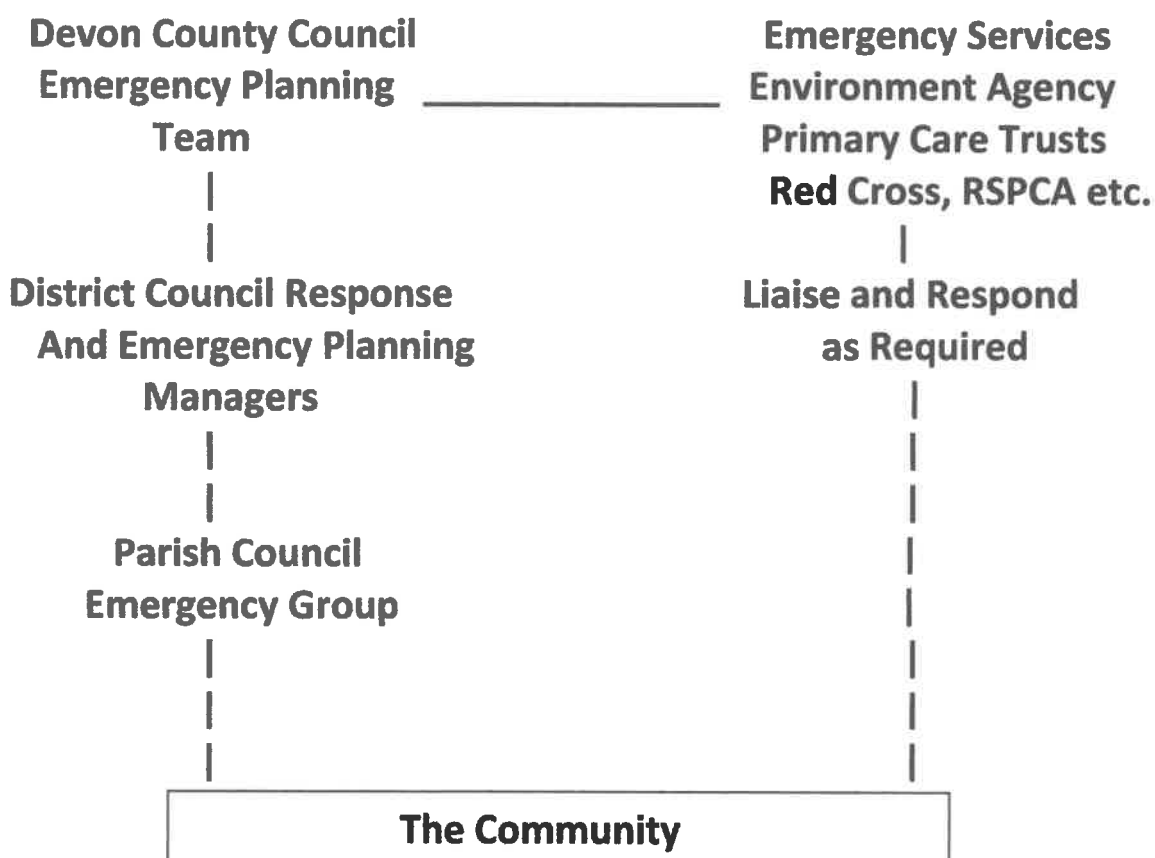 Devon County Council
Emergency Planning
Team
Emergency Services
Environment Agency
Primary Care Trusts
Red Cross, RSPCA etc.
District Council Response
And Emergency Planning
Managers
Liaise and Respond
as Required
Parish Council
Emergency Group
The Community